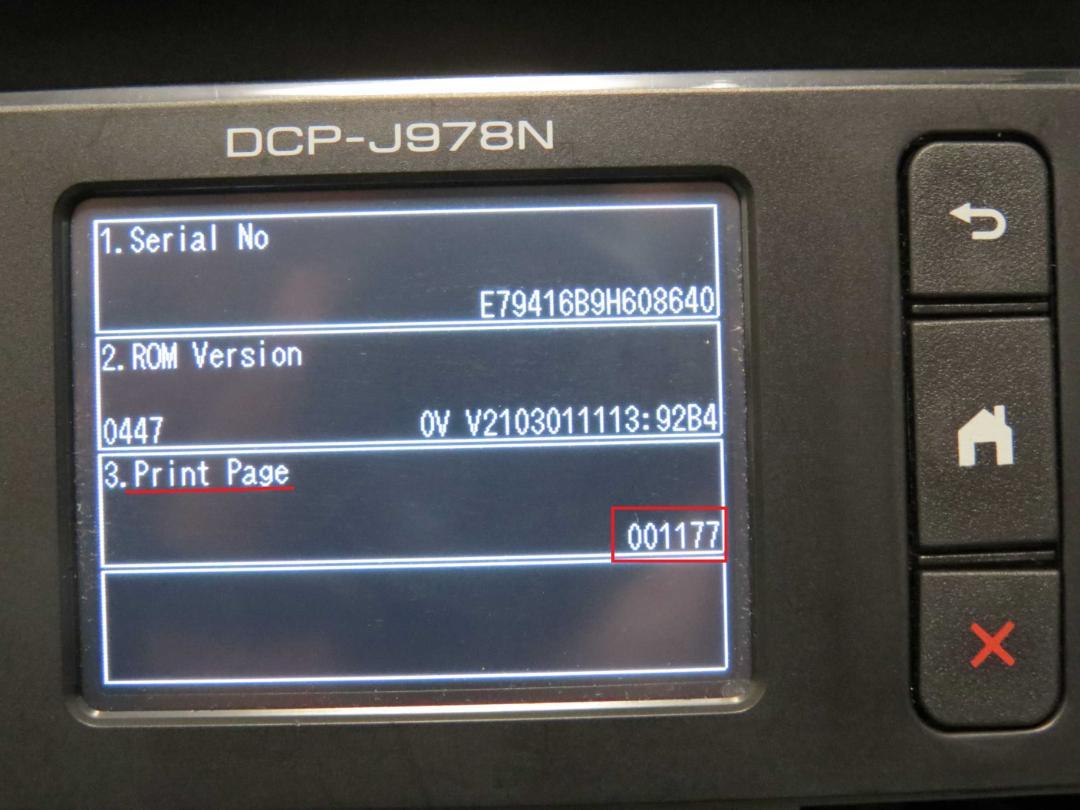 DCP-J978N
1.Serial No
E79416B9H608640
2.ROM Version
0447 0V V2103011113:92B4
3.Print Page
001177